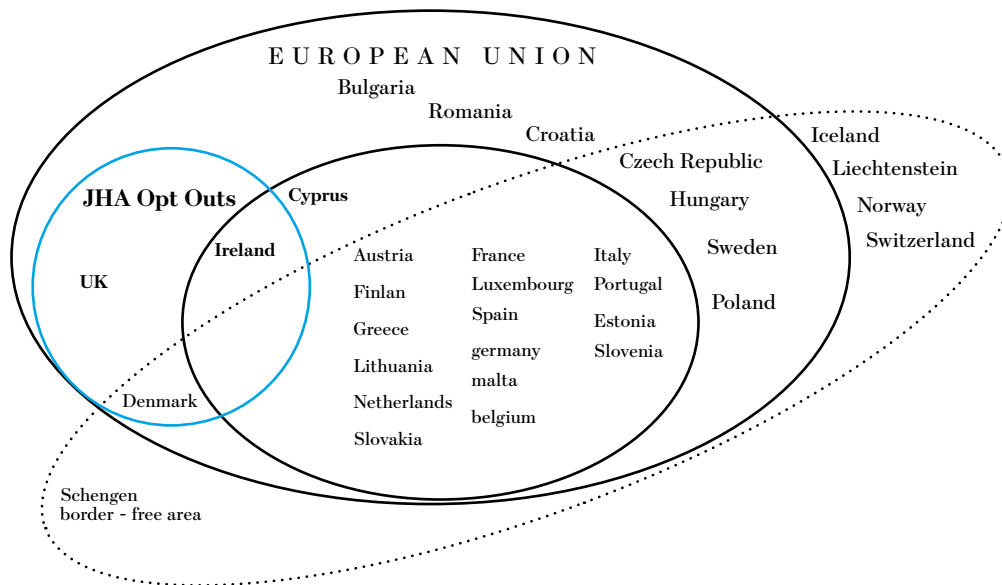 EUROPEAN UNION
Bulgaria
Romania
Croatia
Iceland
Czech Republic
Liechtenstein
JHA Opt Outs
Cyprus
Hungary
Norway
Switzerland
Ireland
Sweden
UK
Austria
France
Italy
Finlan
Luxembourg
Portugal
Poland
Greece
Spain
Estonia
Lithuania
germany
Slovenia
malta
Denmark
Netherlands
belgium
Slovakia
Schengen
border - free area